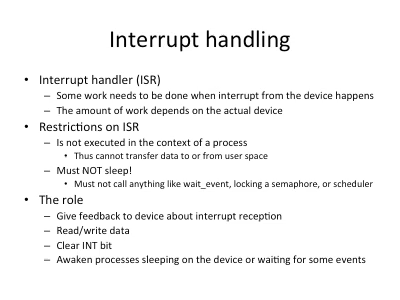 Interrupt handling
• Interrupt handler (ISR)
– Some work needs to be done when interrupt from the device happens
– The amount of work depends on the actual device
• Restrictions on ISR
– Is not executed in the context of a process
• Thus cannot transfer data to or from user space
– Must NOT sleep!
• Must not call anything like wait_event, locking a semaphore, or scheduler
• The role
– Give feedback to device about interrupt reception
– Read/write data
– Clear INT bit
– Awaken processes sleeping on the device or waiting for some events